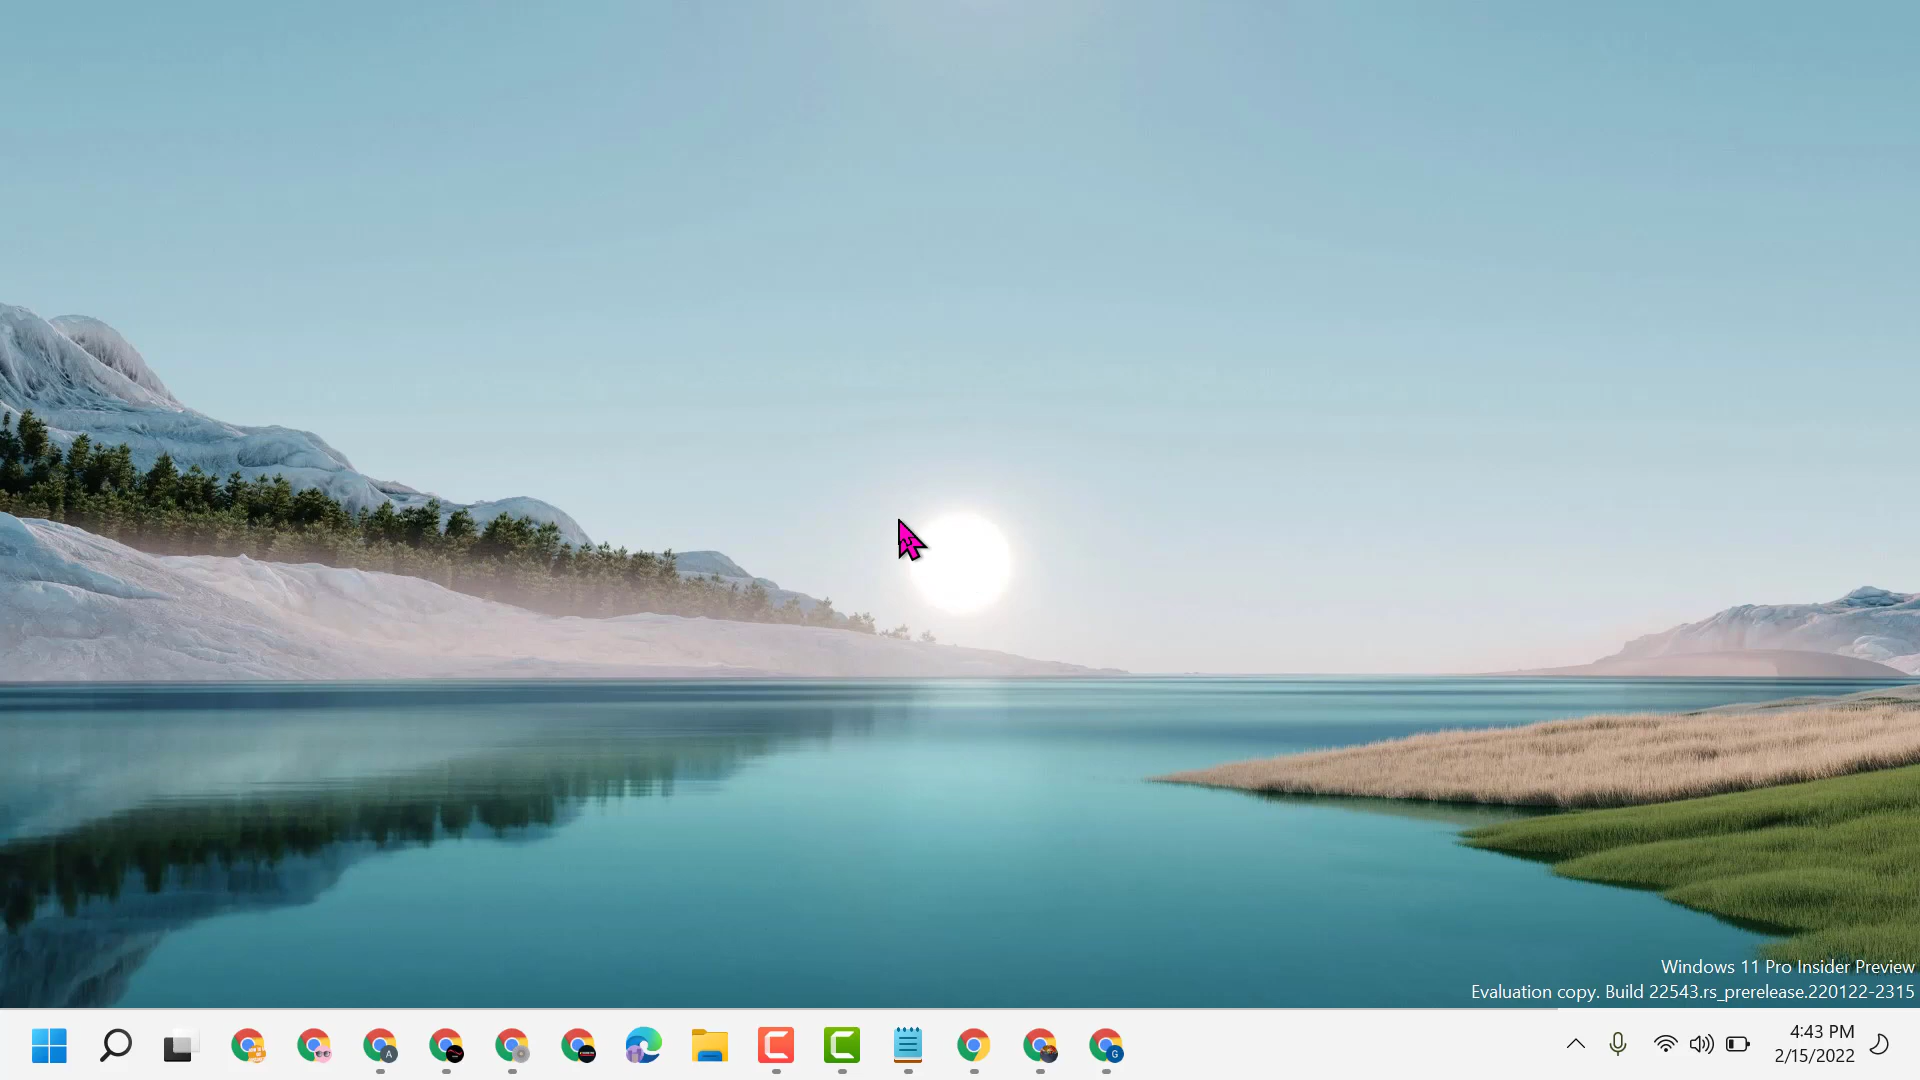 Windows 11 Pro Insider Preview
Evaluation copy. Build 22543.rs_prerelease.220122-2315
4:43 PM
2/15/2022
A
G